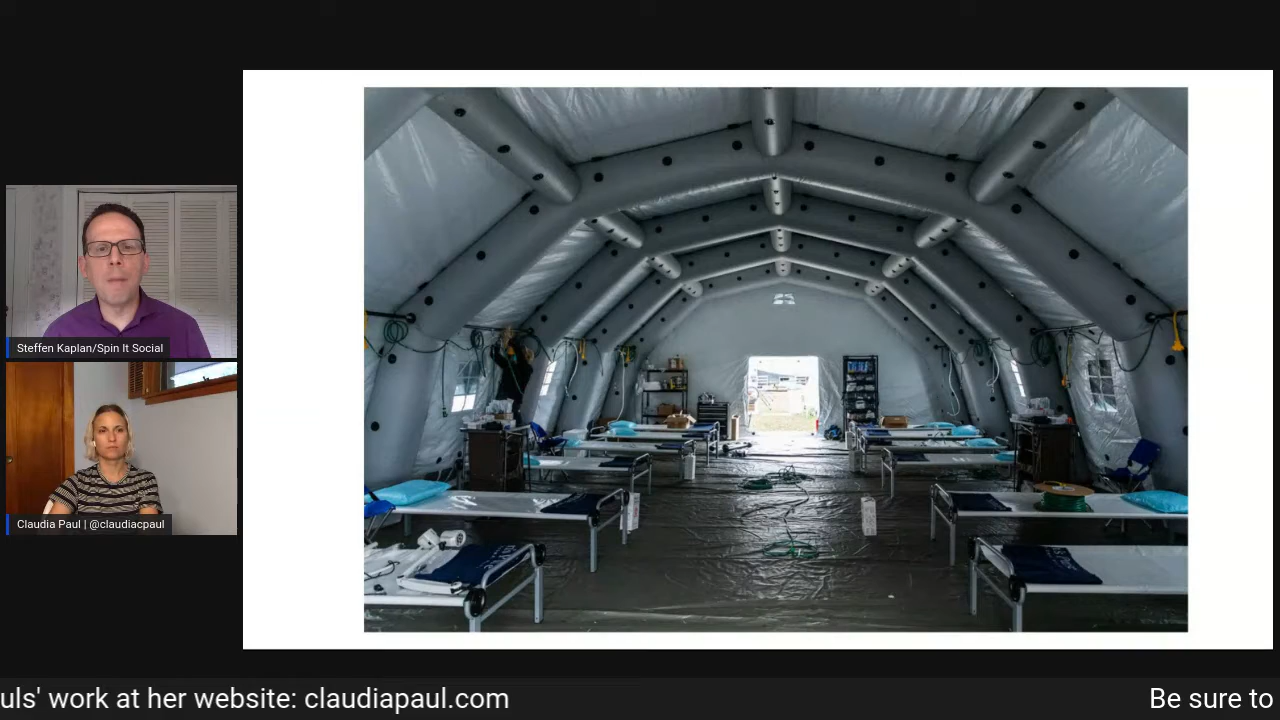 Steffen Kaplan/Spin It Social
Claudia Paul | @claudiacpaul
uls' work at her website: claudiapaul.com
Be sure to